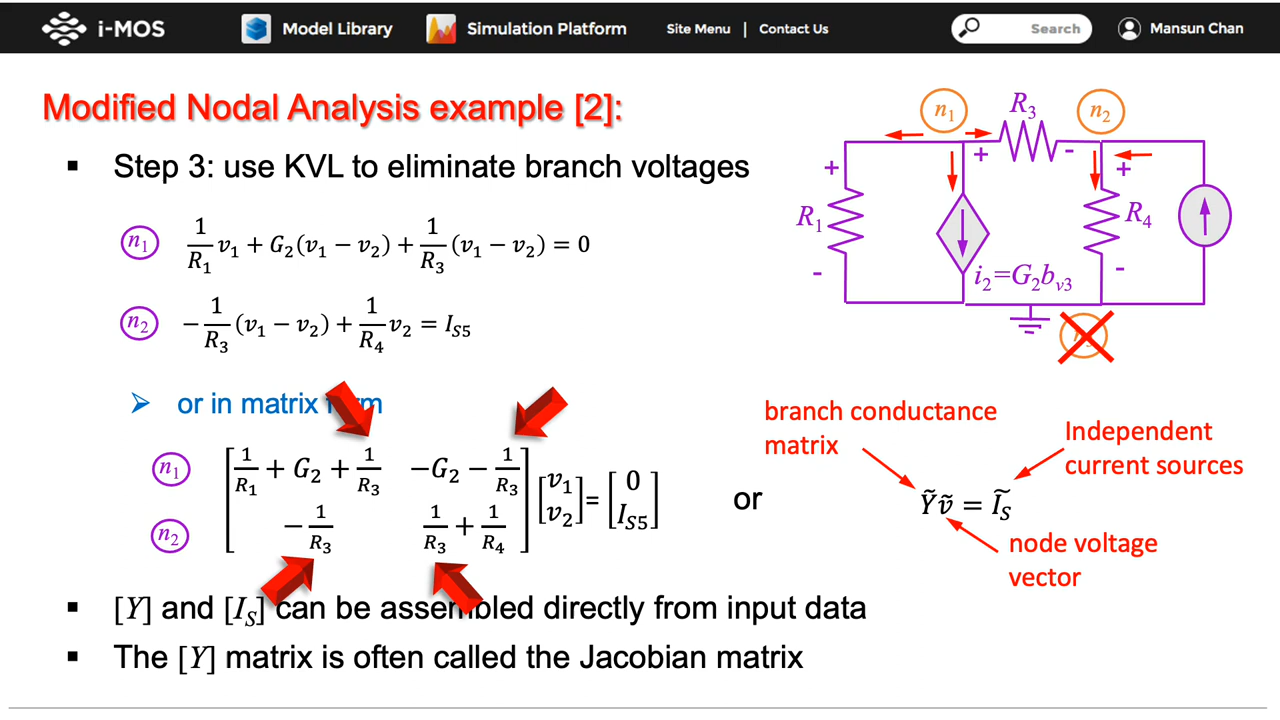 i-MOS Model Library Simulation Platform Site Menu | Contact Us Search Mansun Chan
Modified Nodal Analysis example [2]:
▪ Step 3: use KVL to eliminate branch voltages
n₁ 1/R₁ v₁ + G₂(v₁ − v₂) + 1/R₃ (v₁ − v₂) = 0
n₂ − 1/R₃ (v₁ − v₂) + 1/R₄ v₂ = I_S5
➢ or in matrix
n₁ [1/R₁ + G₂ + 1/R₃ −G₂ − 1/R₃] [v₁] = [0]
n₂ [− 1/R₃ 1/R₃ + 1/R₄] [v₂] [I_S5]
or
▪ [Y] and [I_S] can be assembled directly from input data
▪ The [Y] matrix is often called the Jacobian matrix
n₁ R₃ n₂
+ + - +
R₁ R₄
- i₂=G₂b_v3 -
branch conductance
matrix
Independent
current sources
Ỹṽ = Ĩ_S
node voltage
vector